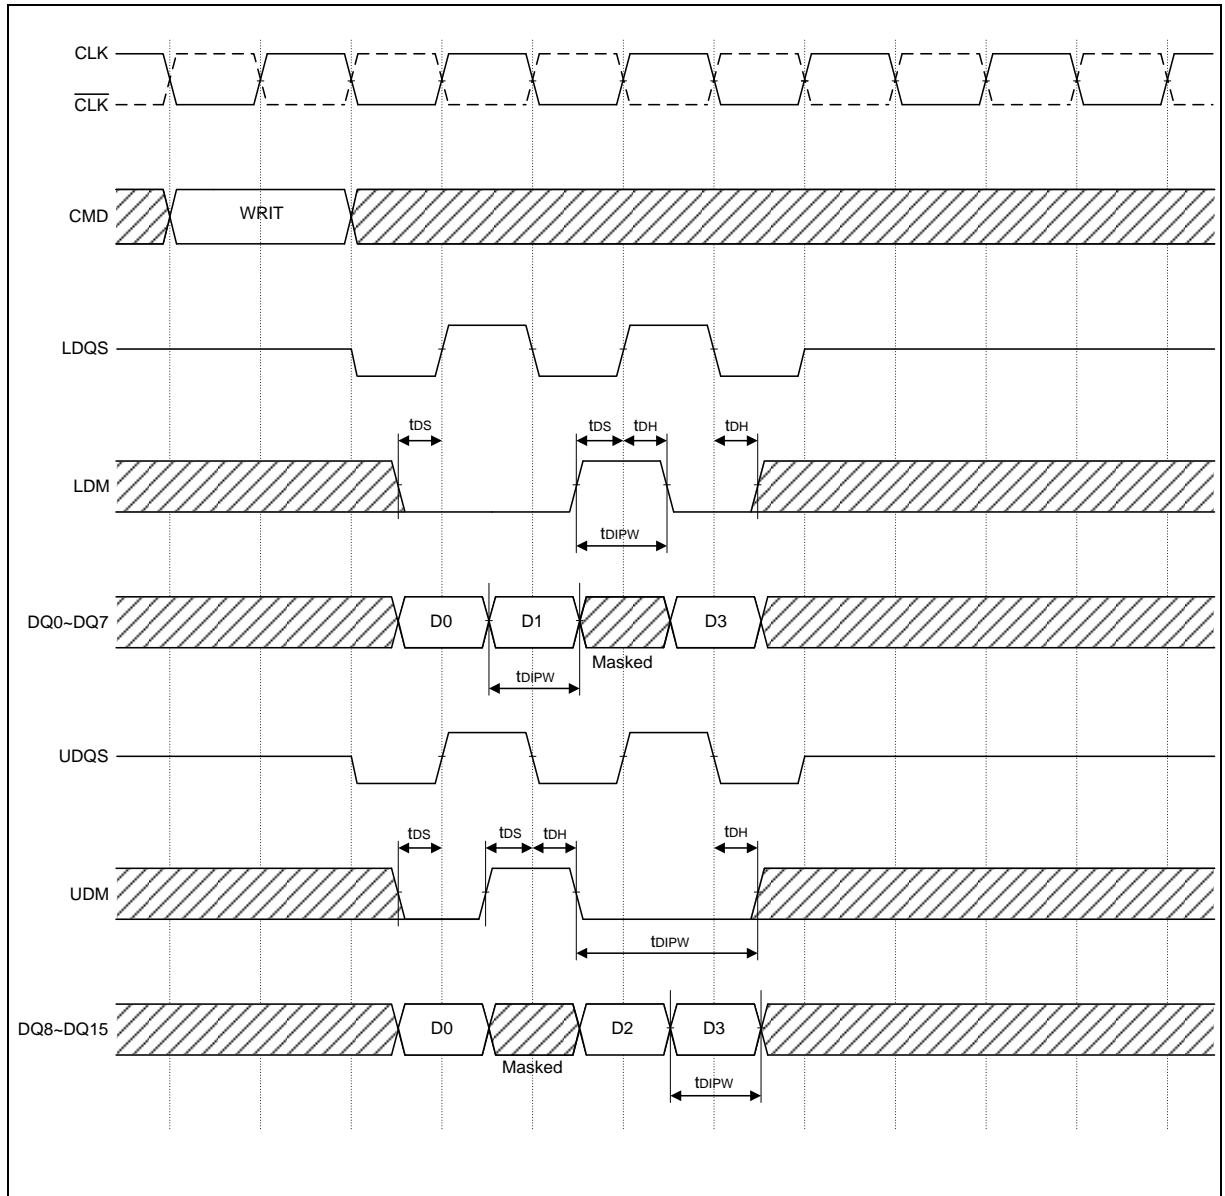 CLK
CLK
CMD
WRIT
LDQS
tDS tDS tDH tDH
LDM
tDIPW
DQ0~DQ7 D0 D1 D3
Masked
tDIPW
UDQS
tDS tDS tDH tDH
UDM
tDIPW
DQ8~DQ15 D0 D2 D3
Masked
tDIPW